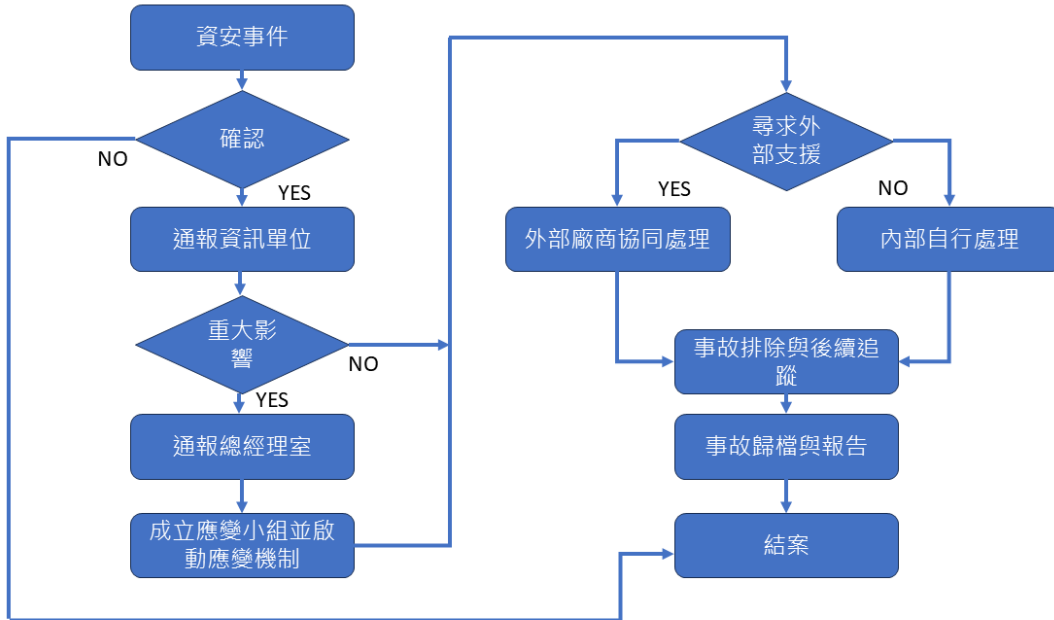 資安事件
確認
NO
YES
通報資訊單位
重大影
響
NO
YES
通報總經理室
成立應變小組並啟
動應變機制
尋求外
部支援
YES
NO
外部廠商協同處理
內部自行處理
事故排除與後續追
蹤
事故歸檔與報告
結案